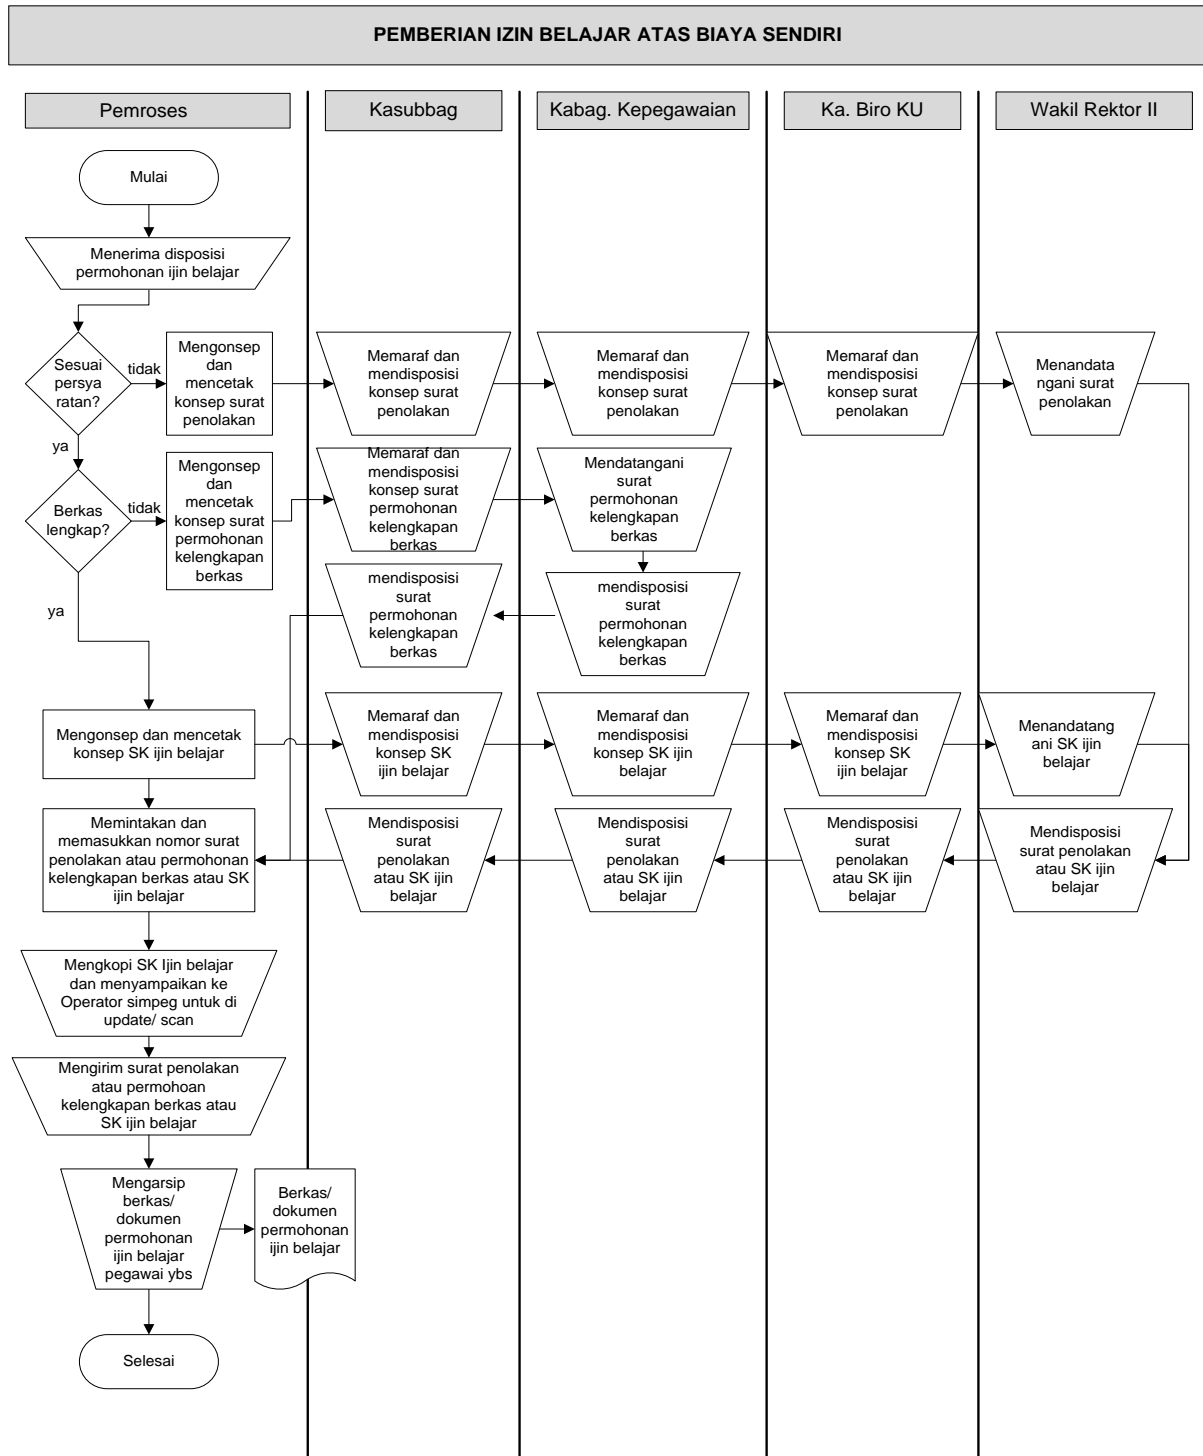 PEMBERIAN IZIN BELAJAR ATAS BIAYA SENDIRI
Pemroses
Kasubbag
Kabag. Kepegawaian
Ka. Biro KU
Wakil Rektor II
Mulai
Menerima disposisi
permohonan ijin belajar
Sesuai
persya
ratan?
tidak
ya
Mengonsep
dan
mencetak
konsep surat
penolakan
Memaraf dan
mendisposisi
konsep surat
penolakan
Memaraf dan
mendisposisi
konsep surat
penolakan
Memaraf dan
mendisposisi
konsep surat
penolakan
Menandata
ngani surat
penolakan
Berkas
lengkap?
tidak
ya
Mengonsep
dan
mencetak
konsep surat
permohonan
kelengkapan
berkas
Memaraf dan
mendisposisi
konsep surat
permohonan
kelengkapan
berkas
Mendatangani
surat
permohonan
kelengkapan
berkas
mendisposisi
surat
permohonan
kelengkapan
berkas
mendisposisi
surat
permohonan
kelengkapan
berkas
Mengonsep dan mencetak
konsep SK ijin belajar
Memaraf dan
mendisposisi
konsep SK
ijin belajar
Memaraf dan
mendisposisi
konsep SK ijin
belajar
Memaraf dan
mendisposisi
konsep SK
ijin belajar
Menandatang
ani SK ijin
belajar
Memintakan dan
memasukkan nomor surat
penolakan atau permohonan
kelengkapan berkas atau SK
ijin belajar
Mendisposisi
surat
penolakan
atau SK ijin
belajar
Mendisposisi
surat
penolakan
atau SK ijin
belajar
Mendisposisi
surat
penolakan
atau SK ijin
belajar
Mendisposisi
surat penolakan
atau SK ijin
belajar
Mengkopi SK Ijin belajar
dan menyampaikan ke
Operator simpeg untuk di
update/ scan
Mengirim surat penolakan
atau permohoan
kelengkapan berkas atau
SK ijin belajar
Mengarsip
berkas/
dokumen
permohonan
ijin belajar
pegawai ybs
Berkas/
dokumen
permohonan
ijin belajar
Selesai